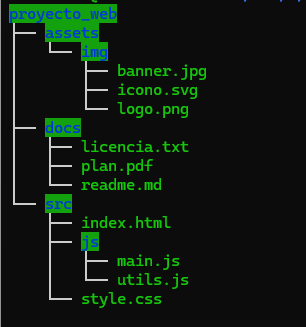 proyecto_web
assets
img
banner.jpg
icono.svg
logo.png
docs
licencia.txt
plan.pdf
readme.md
src
index.html
js
main.js
utils.js
style.css